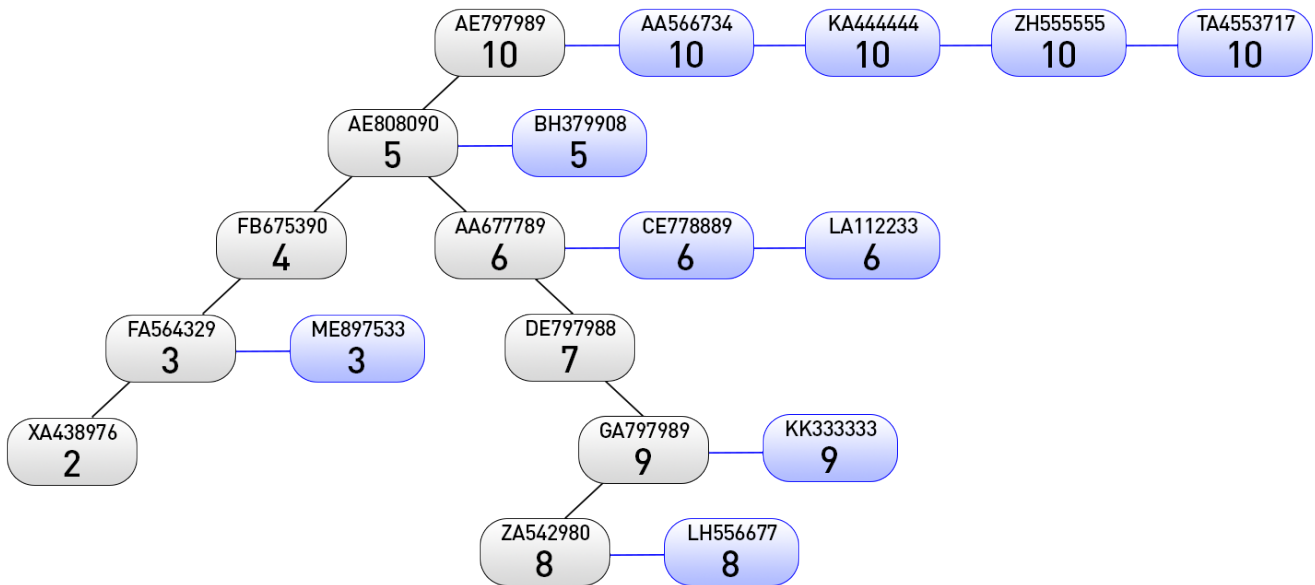 AE797989
10
AA566734
10
KA444444
10
ZH555555
10
TA4553717
10
AE808090
5
BH379908
5
FB675390
4
AA677789
6
CE778889
6
LA112233
6
FA564329
3
ME897533
3
DE797988
7
XA438976
2
GA797989
9
KK333333
9
ZA542980
8
LH556677
8